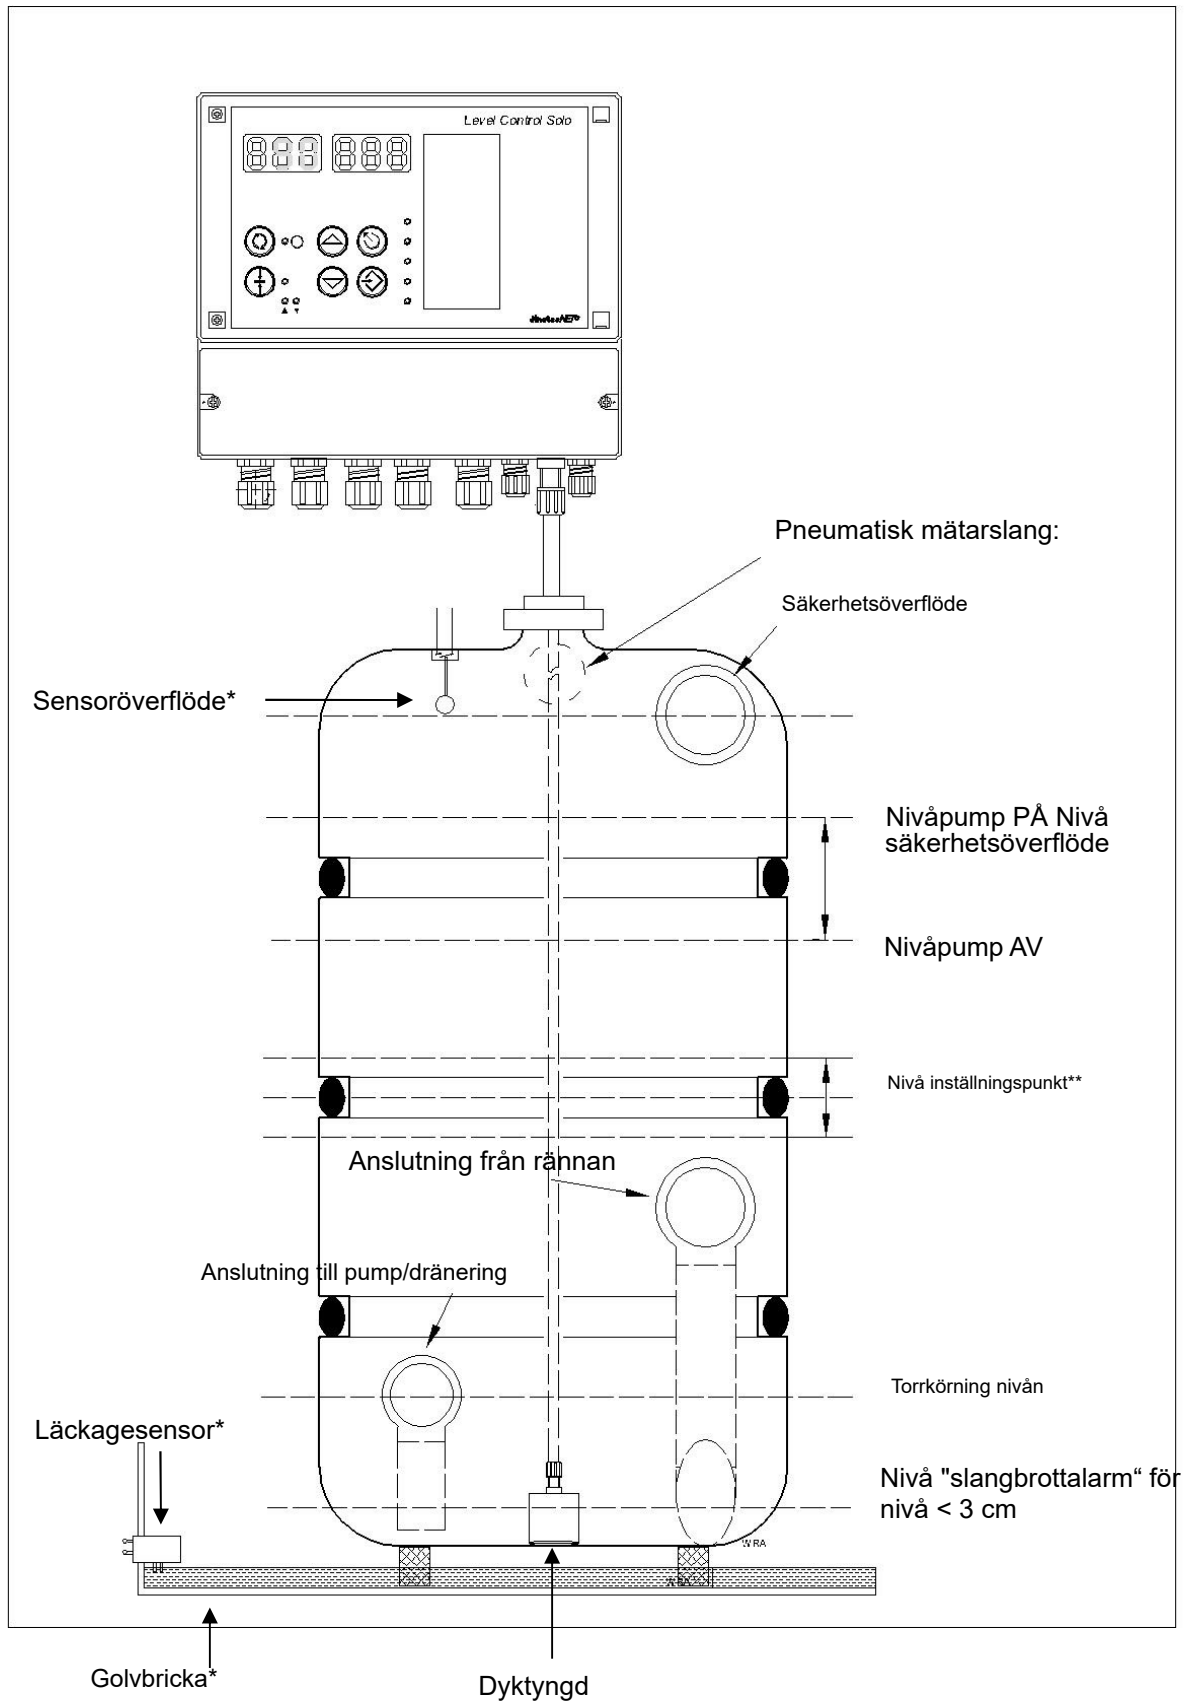 Level Control Solo
Pneumatisk mätarslang:
Säkerhetsöverflöde
Sensoröverflöde*
Nivåpump PÅ Nivå
säkerhetsöverflöde
Nivåpump AV
Nivå inställningspunkt**
Anslutning från rännan
Anslutning till pump/dränering
Torrkörning nivån
Läckagesensor*
Nivå "slangbrottalarm“ för
nivå < 3 cm
WRA
WRA
Golvbricka*
Dyktyngd